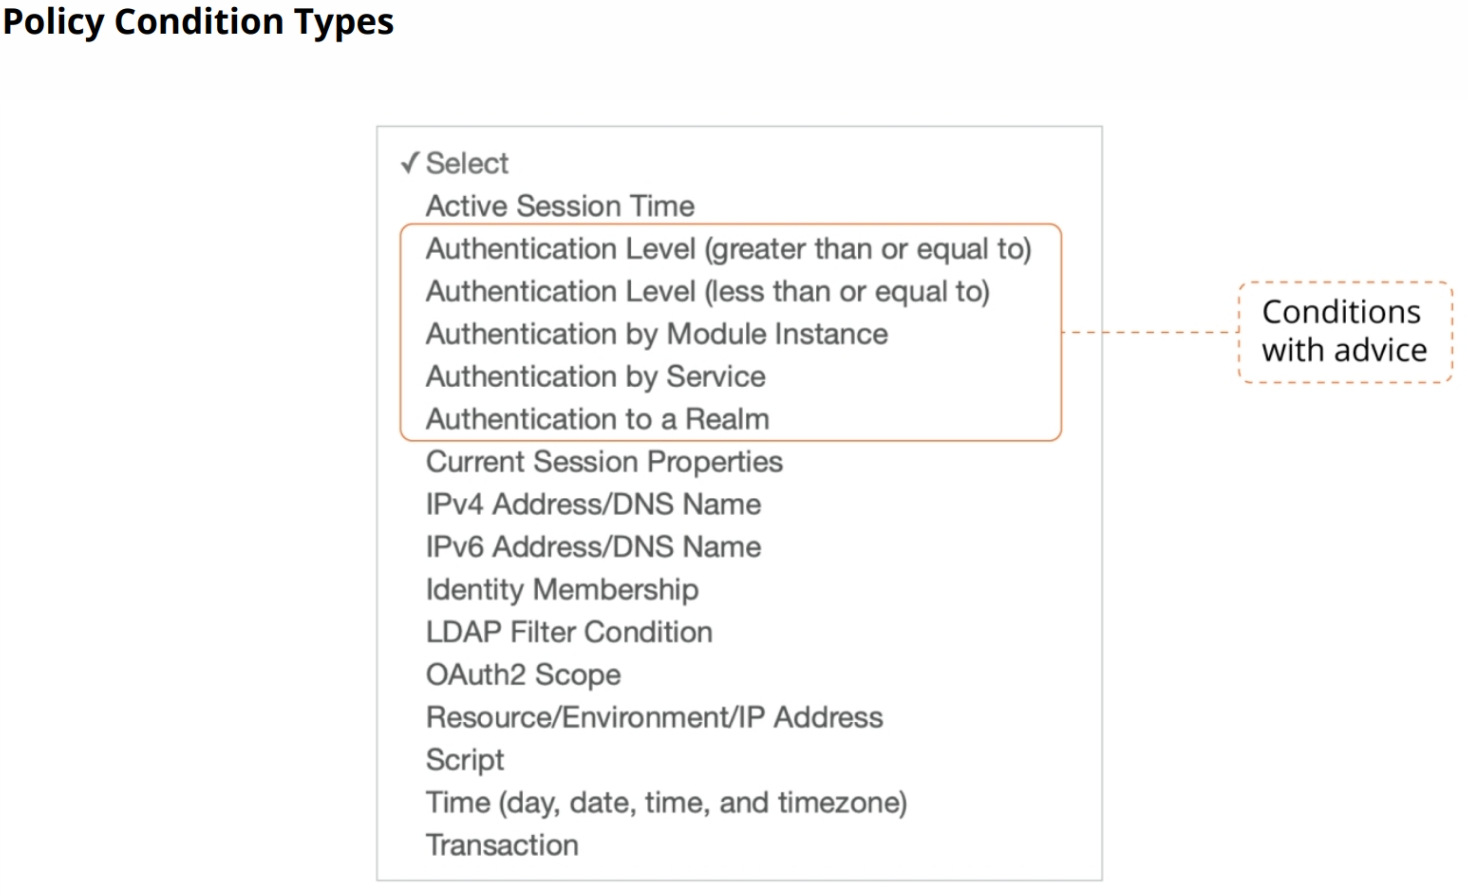 Policy Condition Types
✓ Select
Active Session Time
Authentication Level (greater than or equal to)
Authentication Level (less than or equal to)
Authentication by Module Instance
Authentication by Service
Authentication to a Realm
Current Session Properties
IPv4 Address/DNS Name
IPv6 Address/DNS Name
Identity Membership
LDAP Filter Condition
OAuth2 Scope
Resource/Environment/IP Address
Script
Time (day, date, time, and timezone)
Transaction
Conditions
with advice